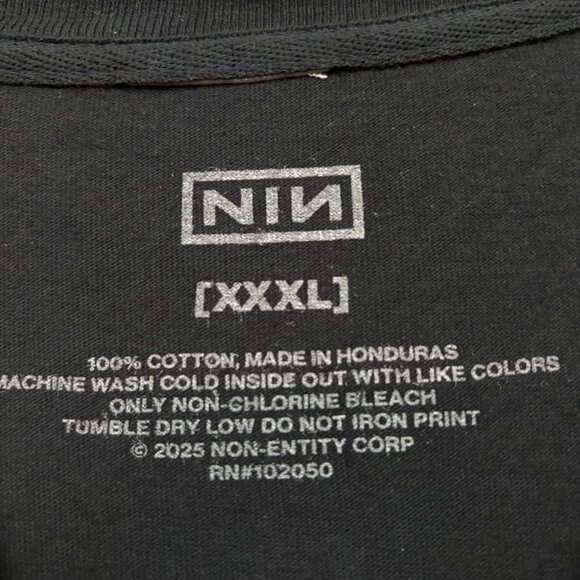 NIИ
[XXXL]
100% COTTON, MADE IN HONDURAS
MACHINE WASH COLD INSIDE OUT WITH LIKE COLORS
ONLY NON-CHLORINE BLEACH
TUMBLE DRY LOW DO NOT IRON PRINT
© 2025 NON-ENTITY CORP
RN#102050